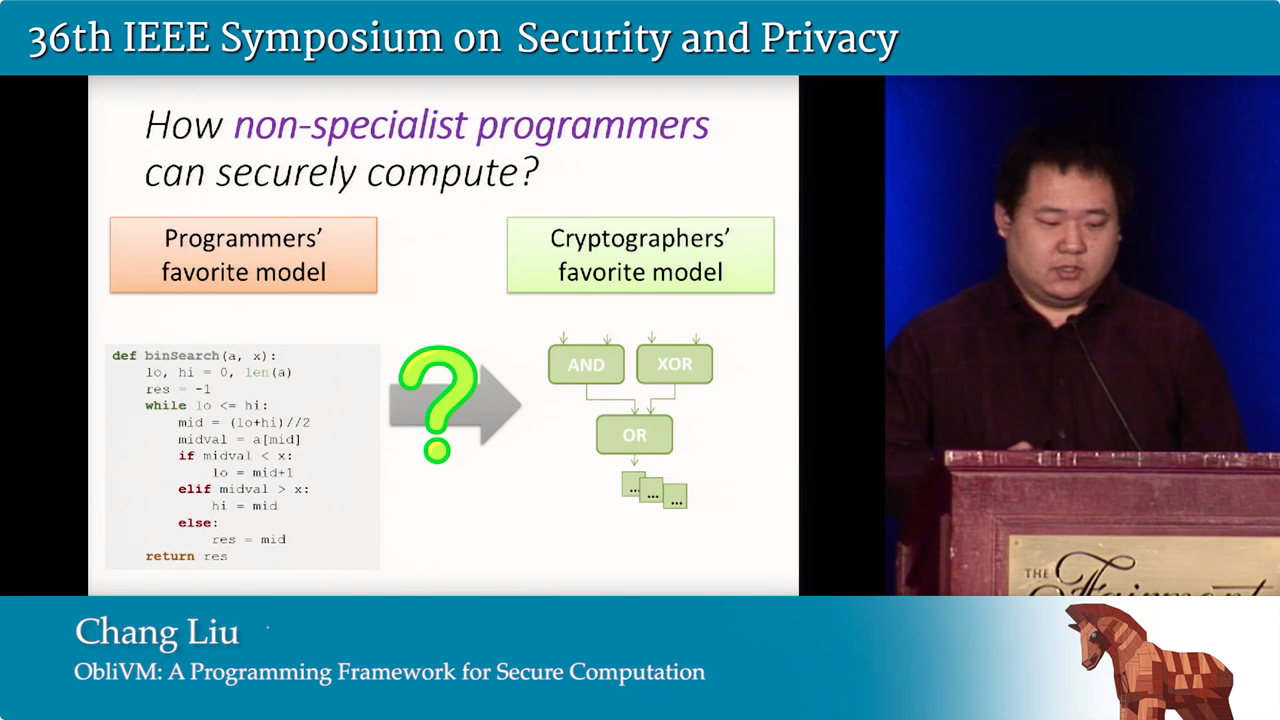 36th IEEE Symposium on Security and Privacy
How non-specialist programmers
can securely compute?
Programmers'
favorite model
Cryptographers'
favorite model
def binSearch(a, x):
    lo, hi = 0, len(a)
    res = -1
    while lo <= hi:
        mid = (lo+hi)//2
        midval = a[mid]
        if midval < x:
            lo = mid+1
        elif midval > x:
            hi = mid
        else:
            res = mid
    return res
?
AND
XOR
OR
...
...
...
THE
Fairmont
Chang Liu
ObliVM: A Programming Framework for Secure Computation